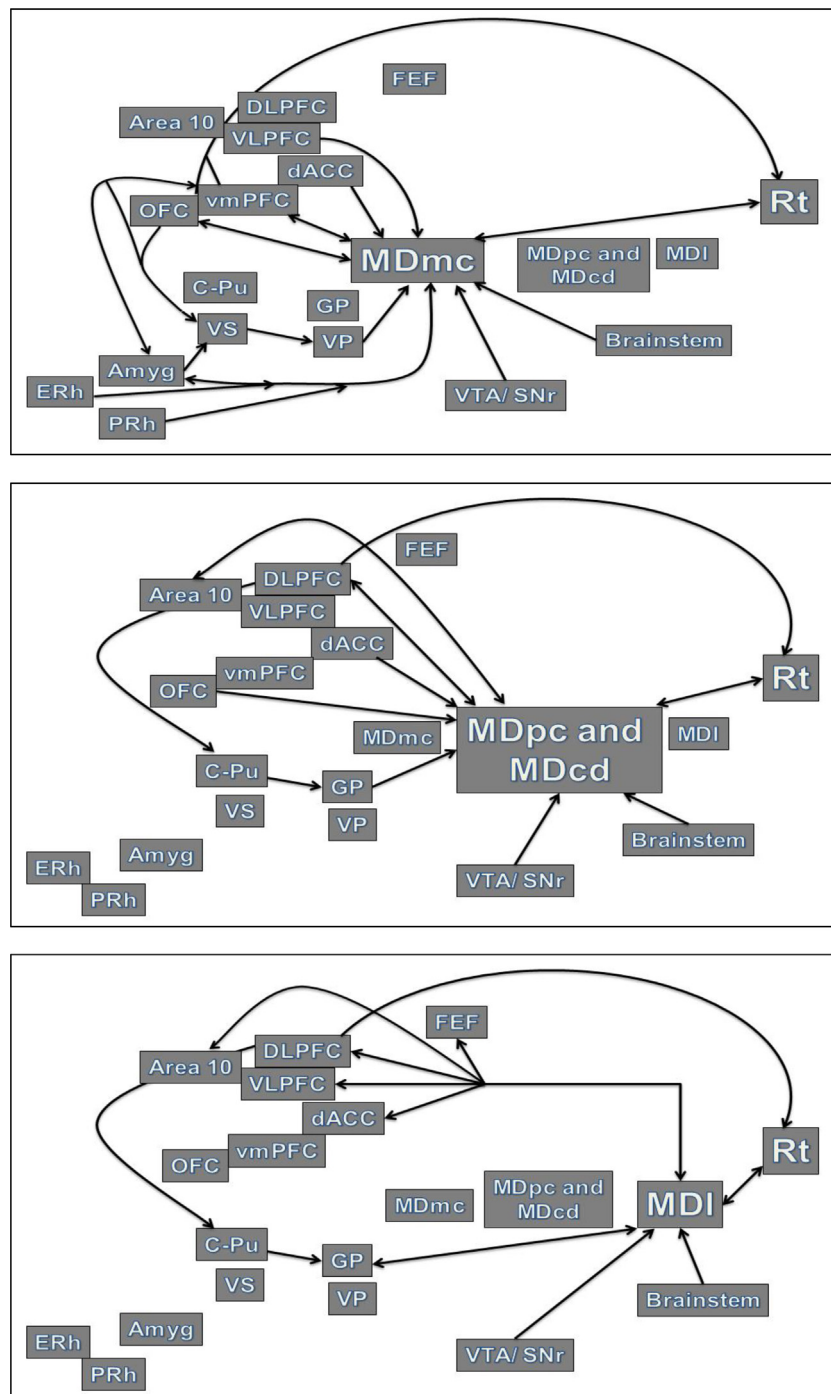 FEF
DLPFC
Area 10
VLPFC
dACC
vmPFC
OFC
Rt
MDmc
MDpc and
MDcd
MDl
C-Pu
GP
VS
VP
Brainstem
Amyg
ERh
PRh
VTA/ SNr
FEF
DLPFC
Area 10
VLPFC
dACC
vmPFC
OFC
Rt
MDmc
MDpc and
MDcd
MDl
C-Pu
GP
VS
VP
Brainstem
Amyg
ERh
PRh
VTA/ SNr
FEF
DLPFC
Area 10
VLPFC
dACC
vmPFC
OFC
Rt
MDmc
MDpc and
MDcd
MDl
C-Pu
GP
VS
VP
Brainstem
Amyg
ERh
PRh
VTA/ SNr